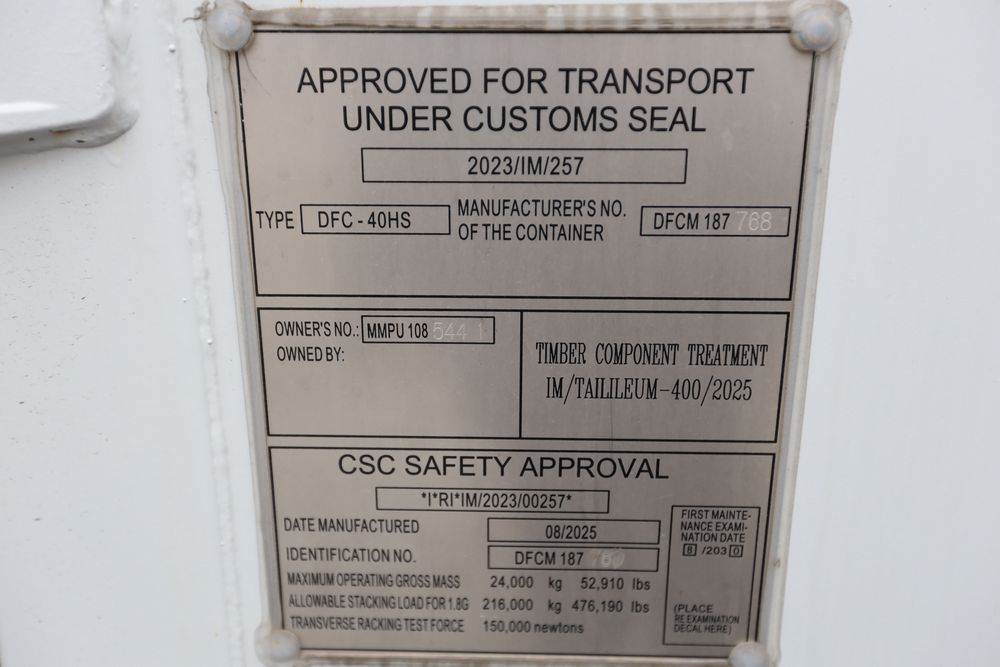 APPROVED FOR TRANSPORT
UNDER CUSTOMS SEAL
2023/IM/257
TYPE DFC - 40HS MANUFACTURER'S NO. OF THE CONTAINER DFCM 187 768
OWNER'S NO.: MMPU 108 544 1
OWNED BY:
TIMBER COMPONENT TREATMENT
IM/TAILILEUM-400/2025
CSC SAFETY APPROVAL
*I*RI*IM/2023/00257*
DATE MANUFACTURED 08/2025
IDENTIFICATION NO. DFCM 187
MAXIMUM OPERATING GROSS MASS 24,000 kg 52,910 lbs
ALLOWABLE STACKING LOAD FOR 1.8G 216,000 kg 476,190 lbs
TRANSVERSE RACKING TEST FORCE 150,000 newtons
FIRST MAINTE-
NANCE EXAMI-
NATION DATE
8 /203 0
(PLACE
RE EXAMINATION
DECAL HERE)